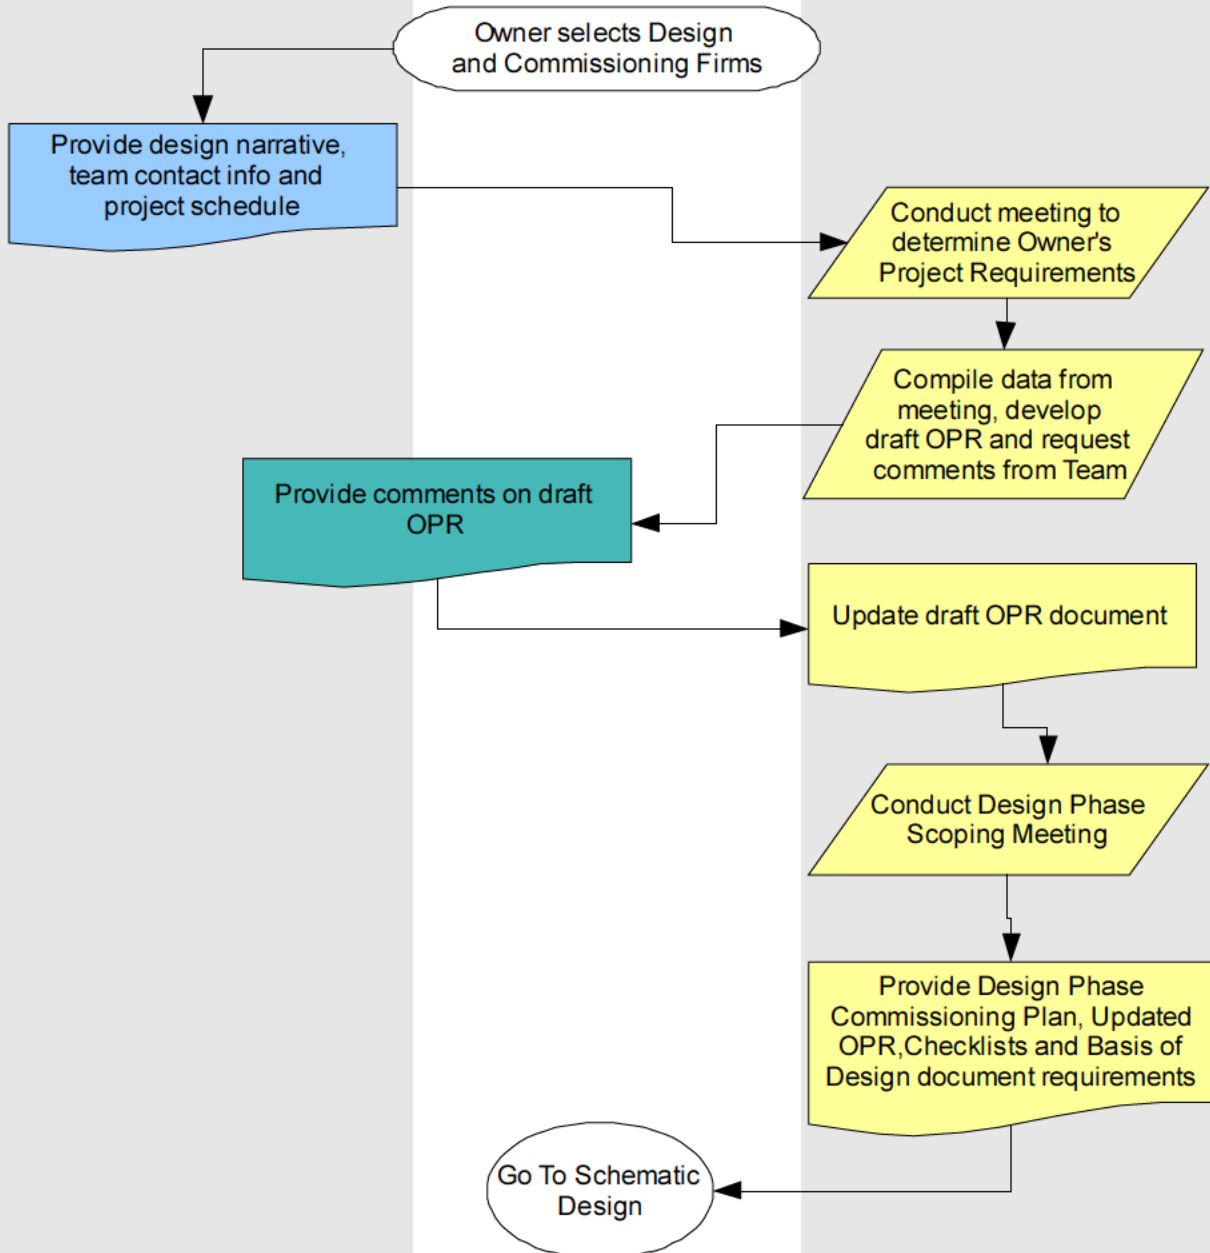 Owner selects Design
and Commissioning Firms
Provide design narrative,
team contact info and
project schedule
Conduct meeting to
determine Owner's
Project Requirements
Compile data from
meeting, develop
draft OPR and request
comments from Team
Provide comments on draft
OPR
Update draft OPR document
Conduct Design Phase
Scoping Meeting
Provide Design Phase
Commissioning Plan, Updated
OPR,Checklists and Basis of
Design document requirements
Go To Schematic
Design